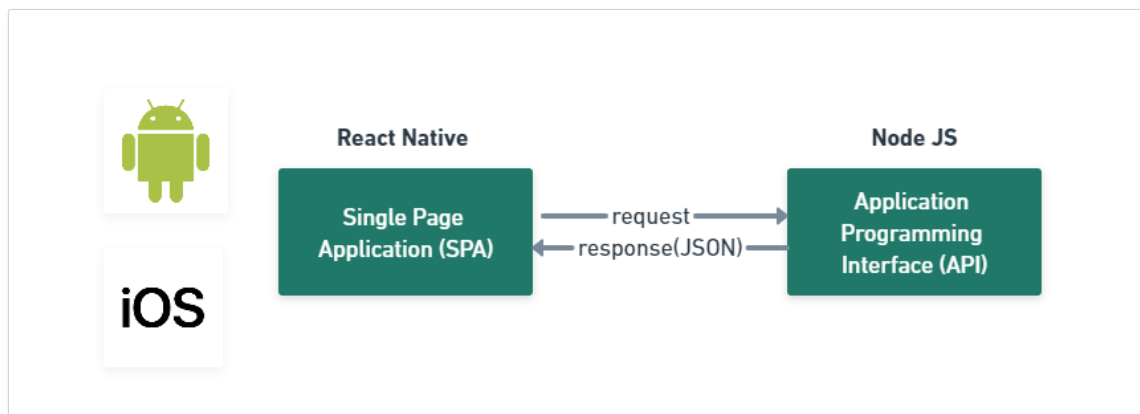 React Native
Node JS
Single Page
Application (SPA)
request
response(JSON)
Application
Programming
Interface (API)
iOS